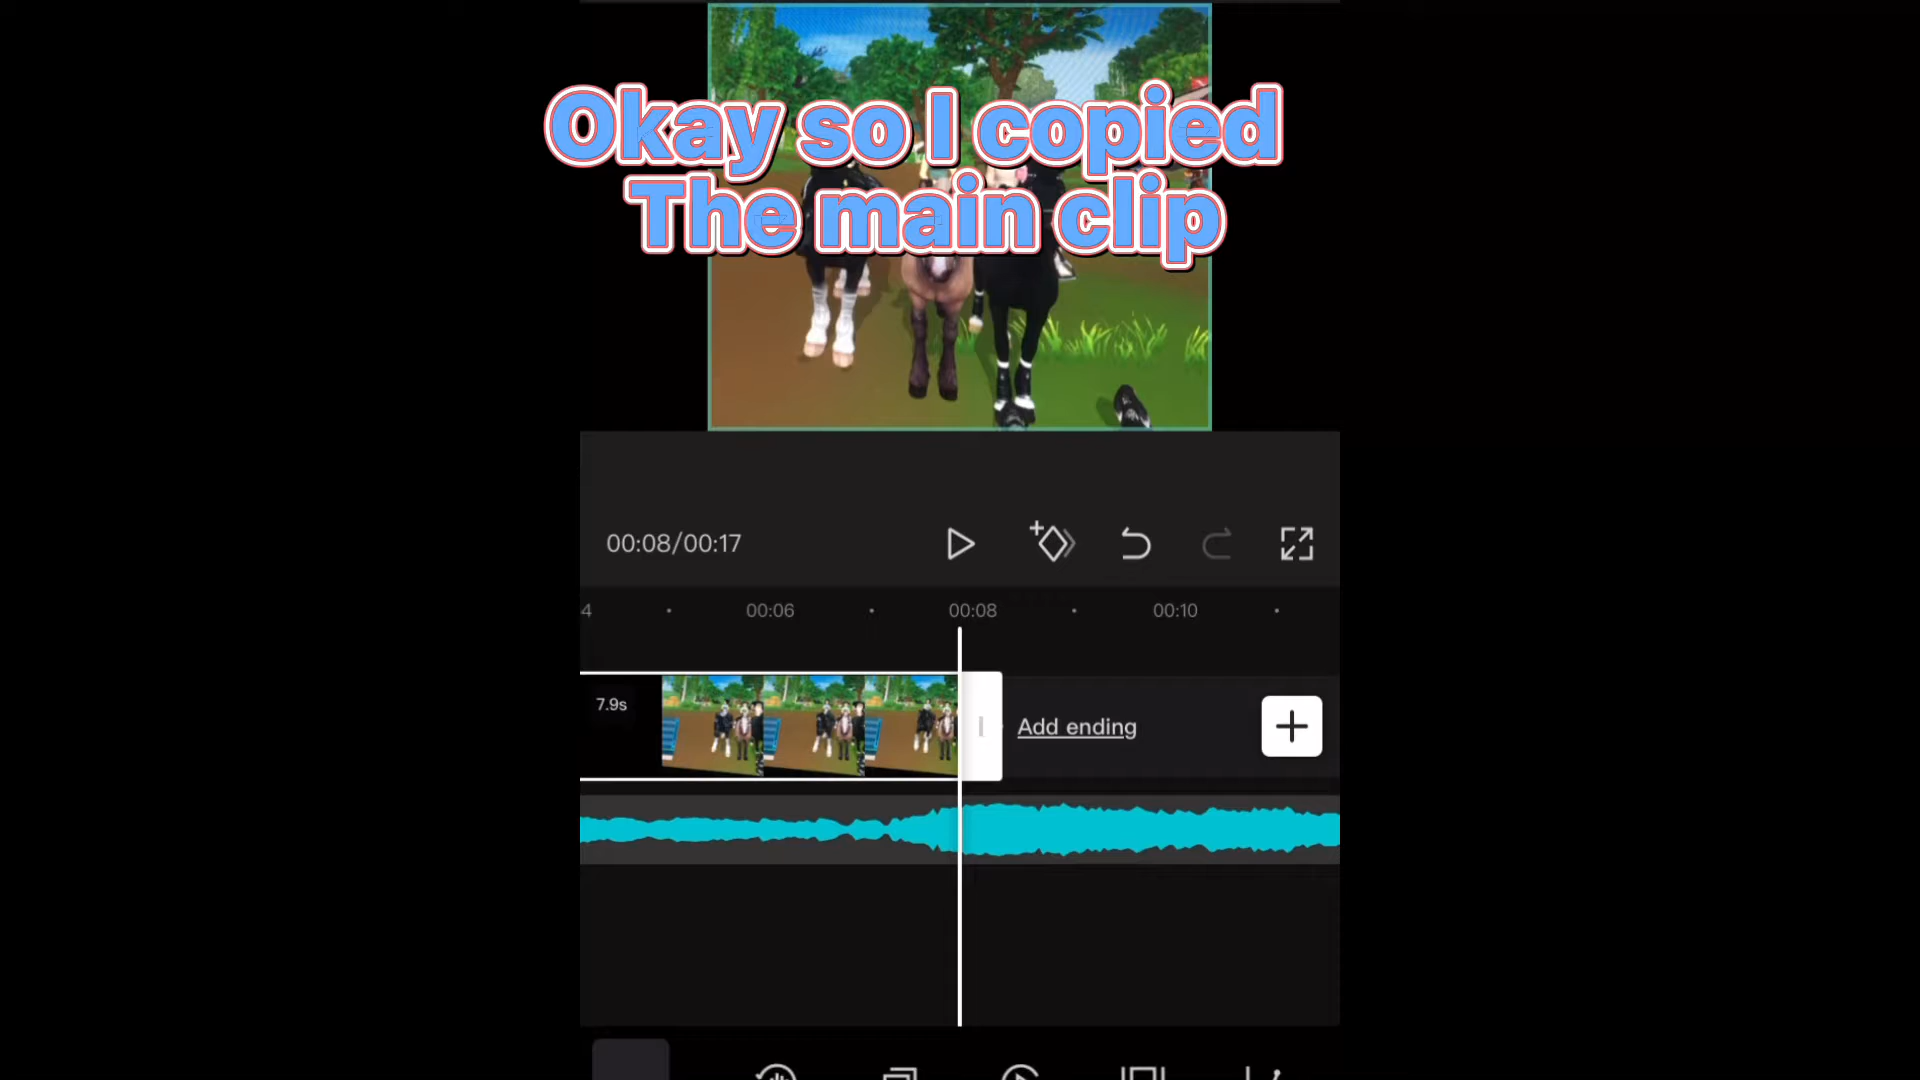 Okay so I copied
The main clip
00:08/00:17
4 00:06 00:08 00:10
7.9s
Add ending